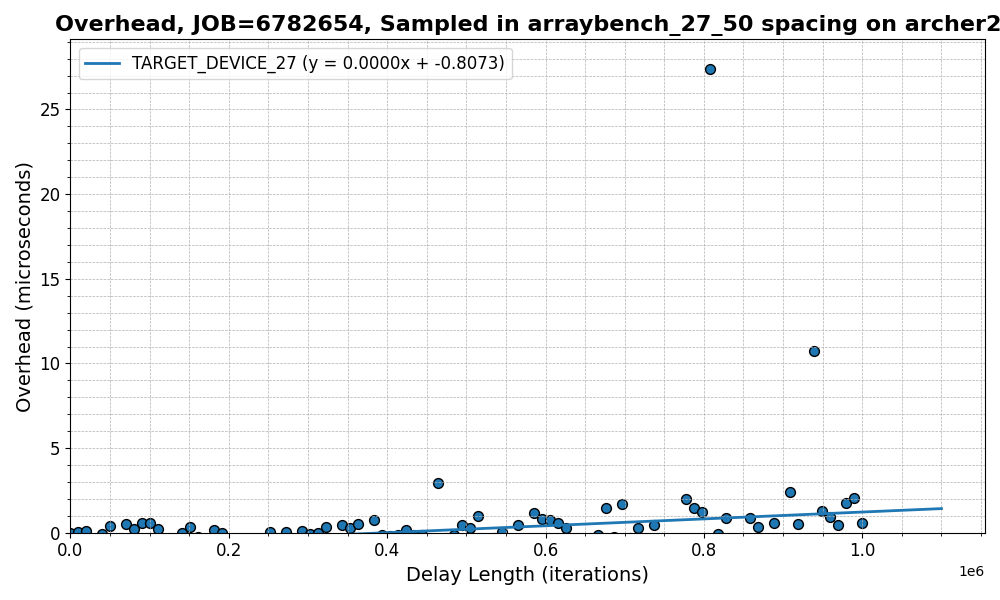 Overhead, JOB=6782654, Sampled in arraybench_27_50 spacing on archer2
TARGET_DEVICE_27 (y = 0.0000x + -0.8073)
Overhead (microseconds)
25
20
15
10
5
0
0.0 0.2 0.4 0.6 0.8 1.0
1e6
Delay Length (iterations)